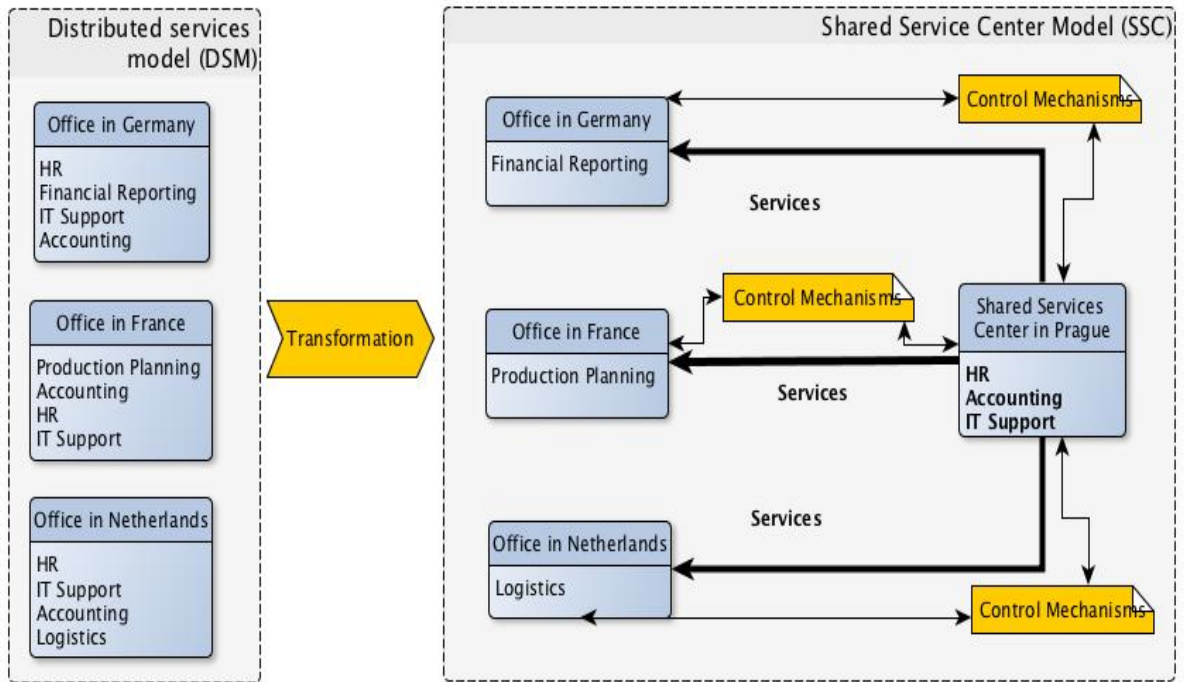 Distributed services
model (DSM)
Office in Germany
HR
Financial Reporting
IT Support
Accounting
Office in France
Production Planning
Accounting
HR
IT Support
Office in Netherlands
HR
IT Support
Accounting
Logistics
Transformation
Shared Service Center Model (SSC)
Office in Germany
Financial Reporting
Control Mechanisms
Services
Control Mechanisms
Office in France
Production Planning
Services
Shared Services
Center in Prague
HR
Accounting
IT Support
Services
Office in Netherlands
Logistics
Control Mechanisms